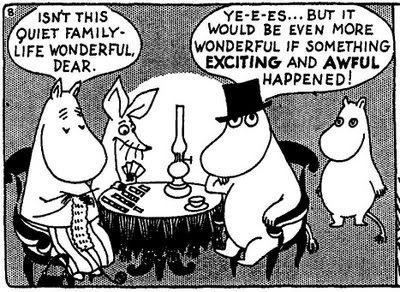 8
ISN'T THIS
QUIET FAMILY-
LIFE WONDERFUL,
DEAR.
YE-E-ES... BUT IT
WOULD BE EVEN MORE
WONDERFUL IF SOMETHING
EXCITING AND AWFUL
HAPPENED!